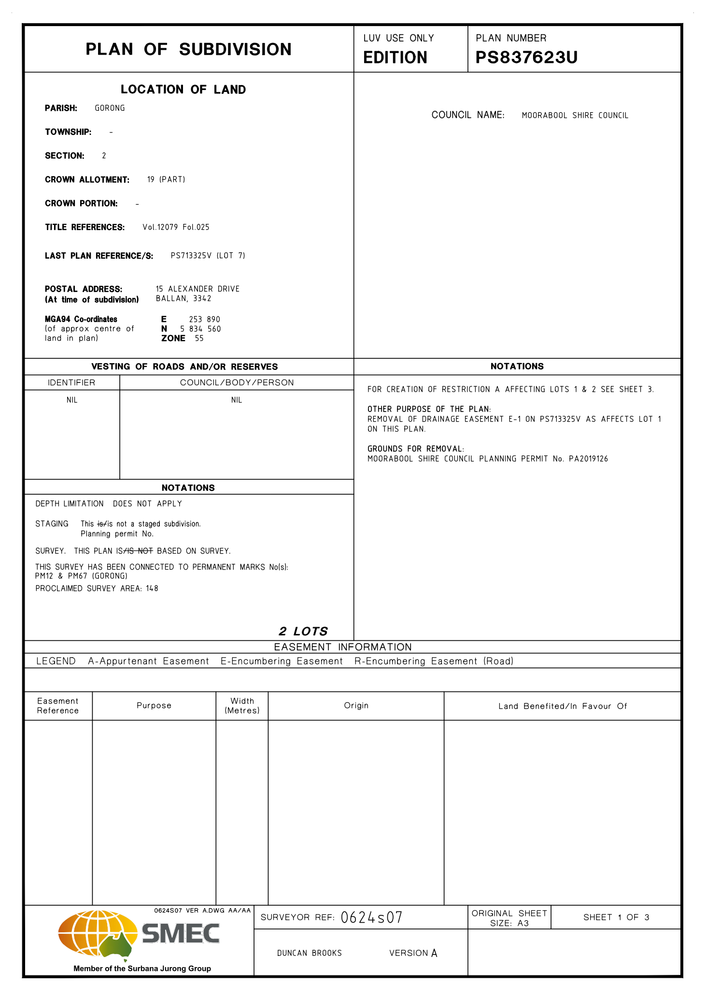 PLAN OF SUBDIVISION
LUV USE ONLY
EDITION
PLAN NUMBER
PS837623U
LOCATION OF LAND
PARISH: GORONG
TOWNSHIP: -
SECTION: 2
CROWN ALLOTMENT: 19 (PART)
CROWN PORTION: -
TITLE REFERENCES: Vol.12079 Fol.025
LAST PLAN REFERENCE/S: PS713325V (LOT 7)
POSTAL ADDRESS: 15 ALEXANDER DRIVE
(At time of subdivision) BALLAN, 3342
MGA94 Co-ordinates E 253 890
(of approx centre of N 5 834 560
land in plan) ZONE 55
COUNCIL NAME: MOORABOOL SHIRE COUNCIL
VESTING OF ROADS AND/OR RESERVES
IDENTIFIER COUNCIL/BODY/PERSON
NIL NIL
NOTATIONS
FOR CREATION OF RESTRICTION A AFFECTING LOTS 1 & 2 SEE SHEET 3.
OTHER PURPOSE OF THE PLAN:
REMOVAL OF DRAINAGE EASEMENT E-1 ON PS713325V AS AFFECTS LOT 1
ON THIS PLAN.
GROUNDS FOR REMOVAL:
MOORABOOL SHIRE COUNCIL PLANNING PERMIT No. PA2019126
NOTATIONS
DEPTH LIMITATION DOES NOT APPLY
STAGING This is/is not a staged subdivision.
Planning permit No.
SURVEY. THIS PLAN IS/IS NOT BASED ON SURVEY.
THIS SURVEY HAS BEEN CONNECTED TO PERMANENT MARKS No(s):
PM12 & PM67 (GORONG)
PROCLAIMED SURVEY AREA: 148
2 LOTS
EASEMENT INFORMATION
LEGEND A-Appurtenant Easement E-Encumbering Easement R-Encumbering Easement (Road)
Easement
Reference
Purpose
Width
(Metres)
Origin
Land Benefited/In Favour Of
0624S07 VER A.DWG AA/AA
SMEC
Member of the Surbana Jurong Group
SURVEYOR REF: 0624s07
ORIGINAL SHEET
SIZE: A3
SHEET 1 OF 3
DUNCAN BROOKS VERSION A